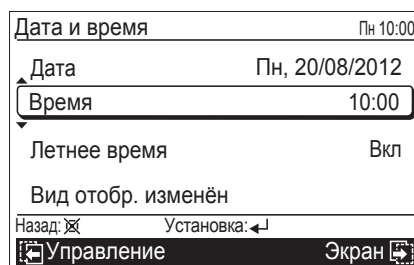 Дата и время Пн 10:00
Дата Пн, 20/08/2012
Время 10:00
Летнее время Вкл
Вид отобр. изменён
Назад: Установка:
Управление Экран